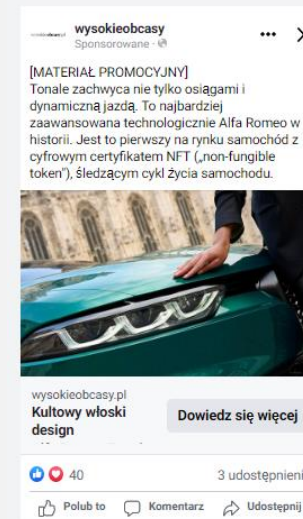 wysokieobcasy
Sponsorowane ·
[MATERIAŁ PROMOCYJNY]
Tonale zachwyca nie tylko osiągami i
dynamiczną jazdą. To najbardziej
zaawansowana technologicznie Alfa Romeo w
historii. Jest to pierwszy na rynku samochód z
cyfrowym certyfikatem NFT („non-fungible
token"), śledzącym cykl życia samochodu.
wysokieobcasy.pl
Kultowy włoski
design
Dowiedz się więcej
40
3 udostępnieni
Polub to Komentarz Udostępnij